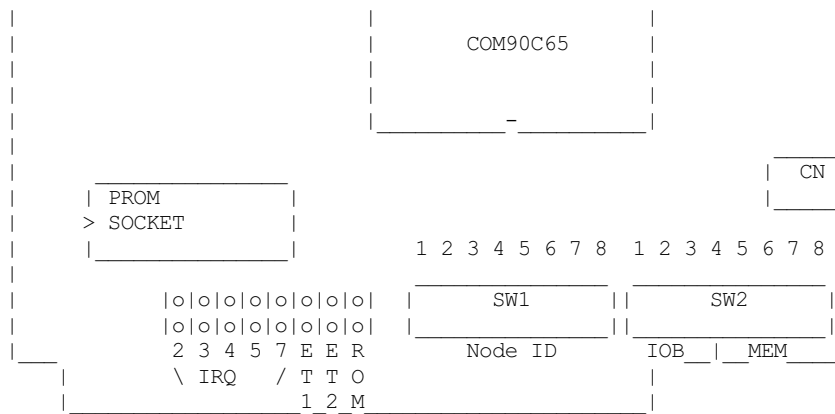 COM90C65
CN
PROM
SOCKET
1 2 3 4 5 6 7 8 1 2 3 4 5 6 7 8
|o|o|o|o|o|o|o|o| SW1 SW2
|o|o|o|o|o|o|o|o|
2 3 4 5 7 E E R Node ID IOB MEM
\ IRQ / T T O
1 2 M